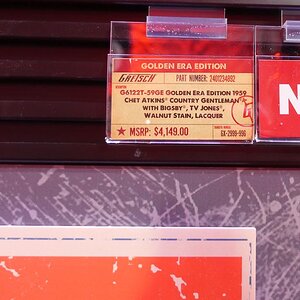 GOLDEN ERA EDITION
GRETSCH PART NUMBER: 2401234892
G6122T-59GE GOLDEN ERA EDITION 1959
CHET ATKINS® COUNTRY GENTLEMAN®
WITH BIGSBY®, TV JONES®,
WALNUT STAIN, LACQUER
★ MSRP: $4,149.00
N